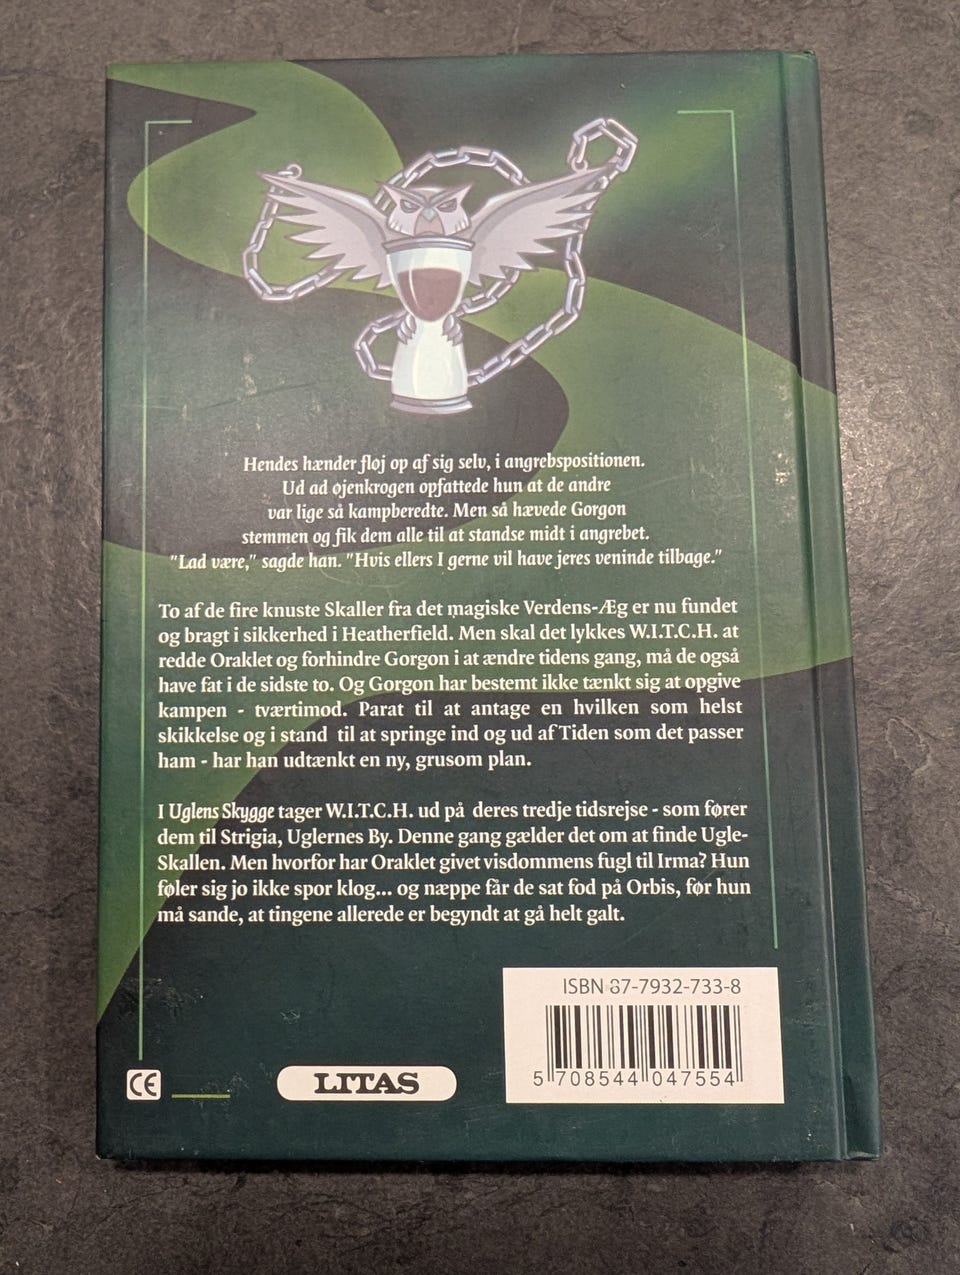 Hendes hænder fløj op af sig selv, i angrebspositionen.
Ud ad øjenkrogen opfattede hun at de andre
var lige så kampberedte. Men så hævede Gorgon
stemmen og fik dem alle til at standse midt i angrebet.
"Lad være," sagde han. "Hvis ellers I gerne vil have jeres veninde tilbage."
To af de fire knuste Skaller fra det magiske Verdens-Æg er nu fundet
og bragt i sikkerhed i Heatherfield. Men skal det lykkes W.I.T.C.H. at
redde Oraklet og forhindre Gorgon i at ændre tidens gang, må de også
have fat i de sidste to. Og Gorgon har bestemt ikke tænkt sig at opgive
kampen - tværtimod. Parat til at antage en hvilken som helst
skikkelse og i stand til at springe ind og ud af Tiden som det passer
ham - har han udtænkt en ny, grusom plan.
I Uglens Skygge tager W.I.T.C.H. ud på deres tredje tidsrejse - som fører
dem til Strigia, Uglernes By. Denne gang gælder det om at finde Ugle-
Skallen. Men hvorfor har Oraklet givet visdommens fugl til Irma? Hun
føler sig jo ikke spor klog... og næppe får de sat fod på Orbis, før hun
må sande, at tingene allerede er begyndt at gå helt galt.
ISBN 87-7932-733-8
5 708544 047554
CE
LITAS